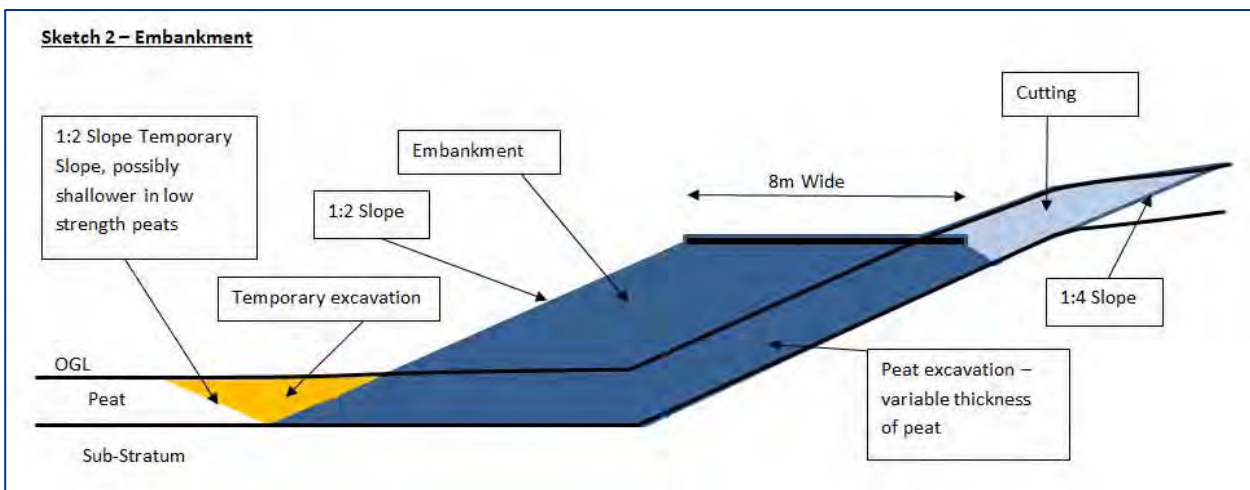 Sketch 2 – Embankment
Cutting
1:2 Slope Temporary
Slope, possibly
shallower in low
strength peats
Embankment
8m Wide
1:2 Slope
Temporary excavation
1:4 Slope
OGL
Peat
Peat excavation –
variable thickness
of peat
Sub-Stratum